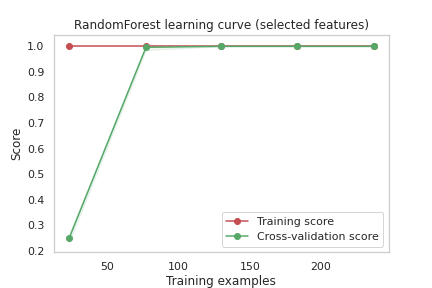 RandomForest learning curve (selected features)
1.0
0.9
0.8
0.7
0.6
0.5
0.4
0.3
0.2
Score
Training score
Cross-validation score
50
100
150
200
Training examples